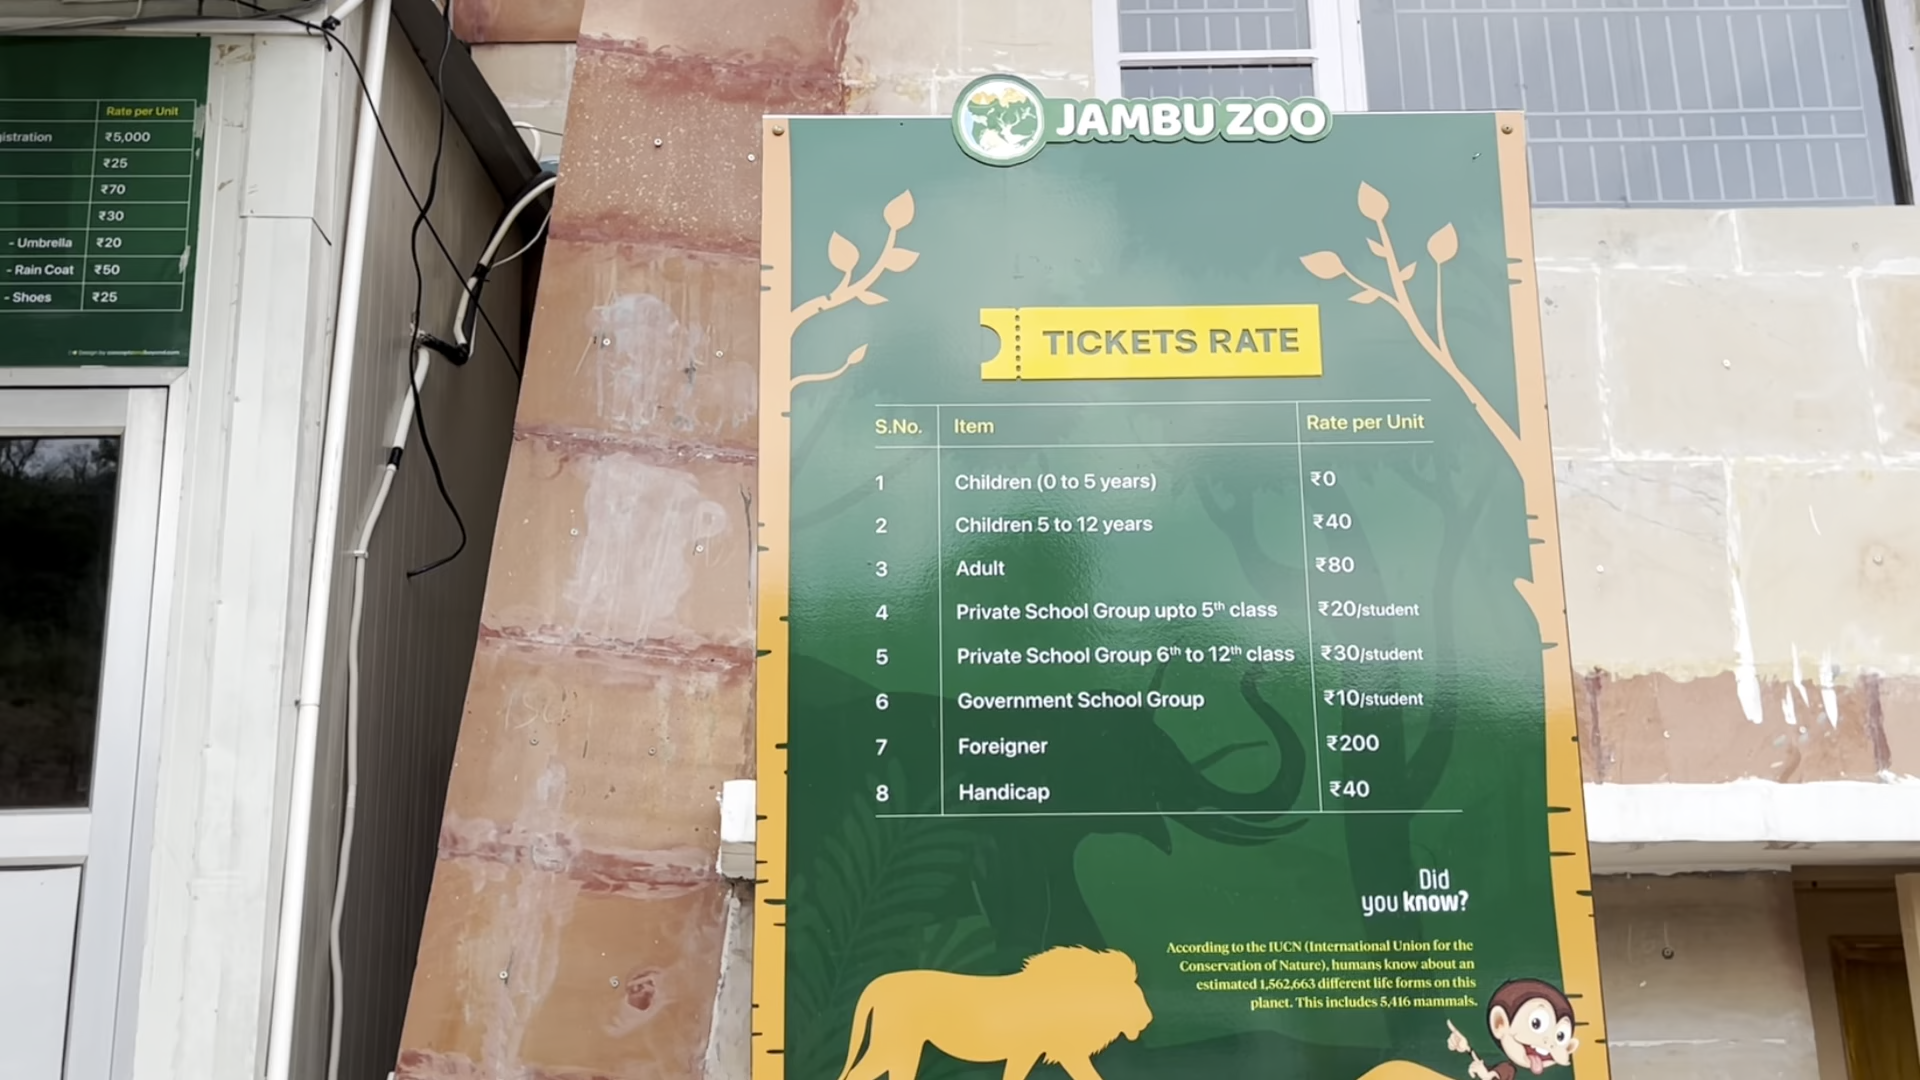 Rate per Unit
istration ₹5,000
₹25
₹70
₹30
- Umbrella ₹20
- Rain Coat ₹50
- Shoes ₹25
JAMBU ZOO
TICKETS RATE
S.No. Item Rate per Unit
1 Children (0 to 5 years) ₹0
2 Children 5 to 12 years ₹40
3 Adult ₹80
4 Private School Group upto 5th class ₹20/student
5 Private School Group 6th to 12th class ₹30/student
6 Government School Group ₹10/student
7 Foreigner ₹200
8 Handicap ₹40
Did
you know?
According to the IUCN (International Union for the
Conservation of Nature), humans know about an
estimated 1,562,663 different life forms on this
planet. This includes 5,416 mammals.